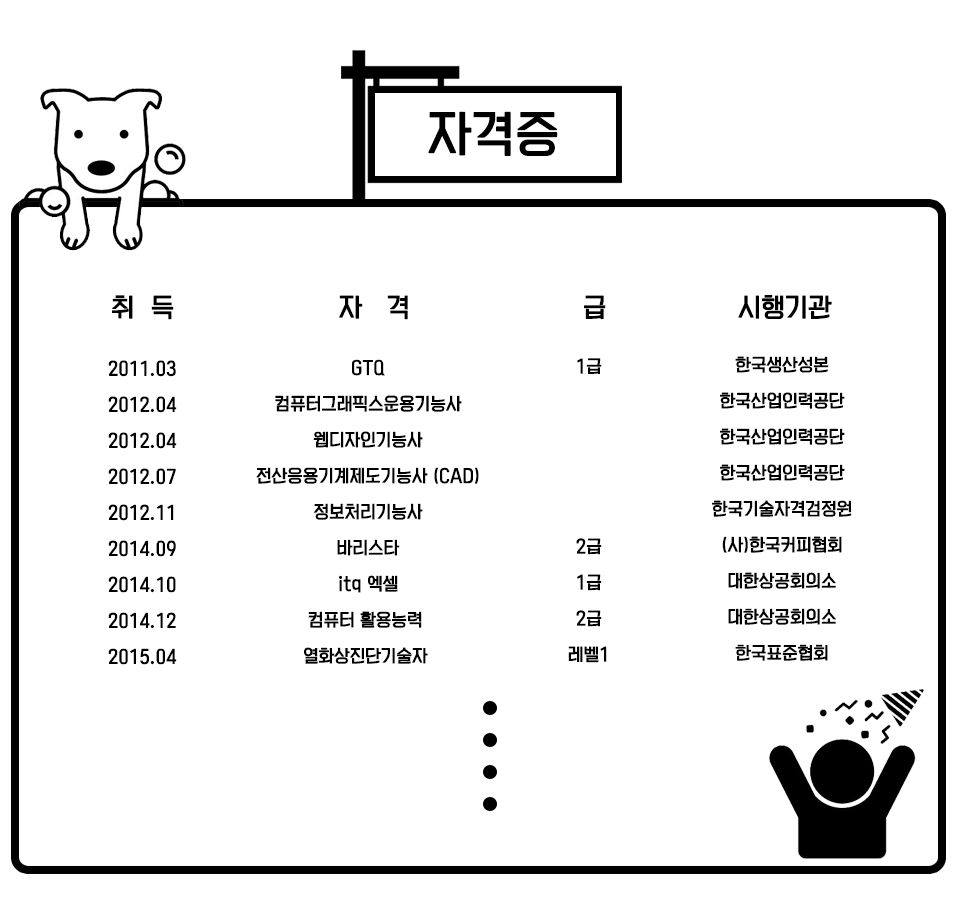 자격증
취 득 자 격 급 시행기관
2011.03 GTQ 1급 한국생산성본
2012.04 컴퓨터그래픽스운용기능사 한국산업인력공단
2012.04 웹디자인기능사 한국산업인력공단
2012.07 전산응용기계제도기능사 (CAD) 한국산업인력공단
2012.11 정보처리기능사 한국기술자격검정원
2014.09 바리스타 2급 (사)한국커피협회
2014.10 itq 엑셀 1급 대한상공회의소
2014.12 컴퓨터 활용능력 2급 대한상공회의소
2015.04 열화상진단기술자 레벨1 한국표준협회